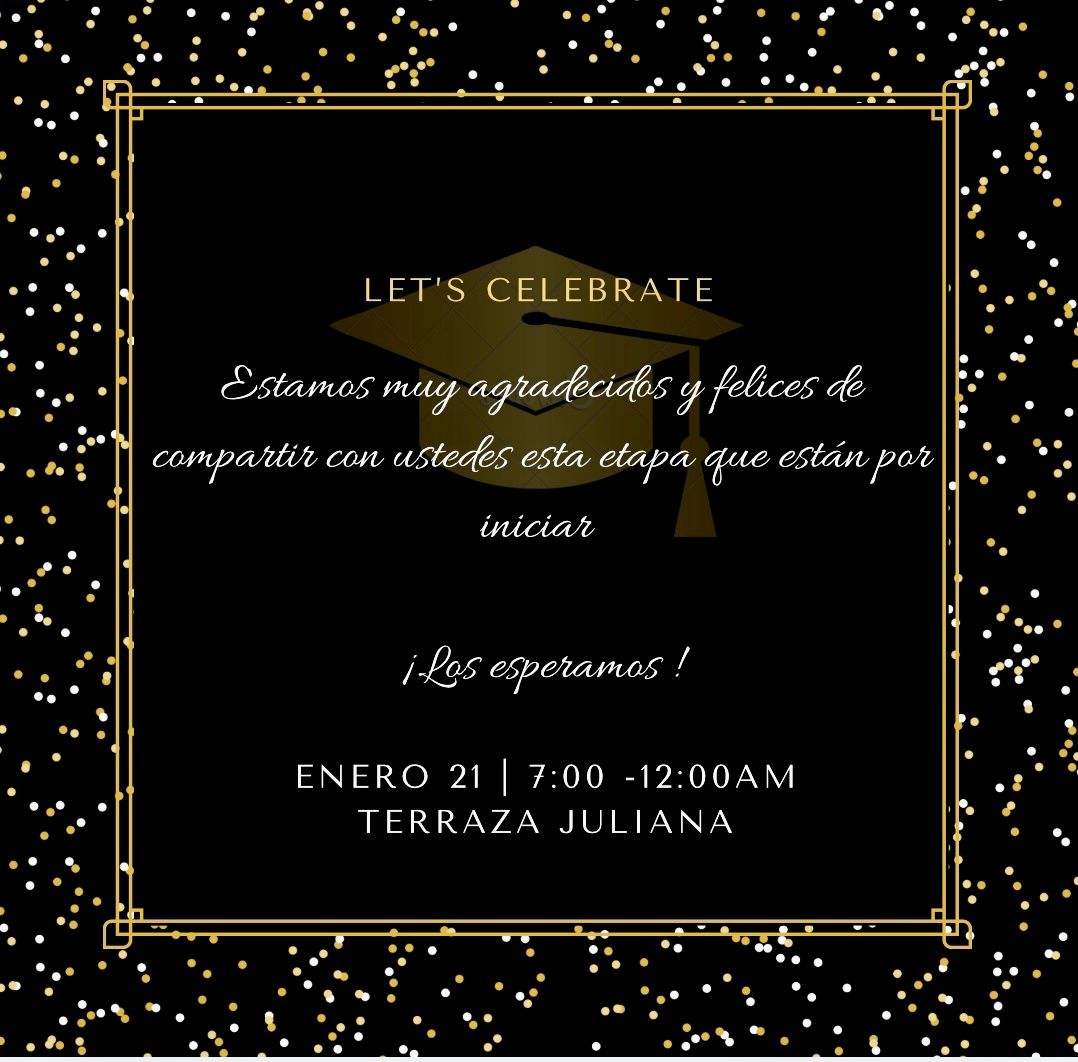 LET'S CELEBRATE
Estamos muy agradecidos y felices de
compartir con ustedes esta etapa que están por
iniciar
¡Los esperamos !
ENERO 21 | 7:00 -12:00AM
TERRAZA JULIANA